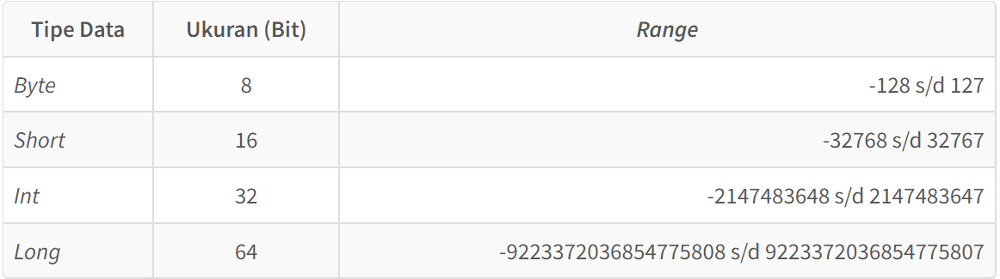 Tipe Data Ukuran (Bit) Range
Byte 8 -128 s/d 127
Short 16 -32768 s/d 32767
Int 32 -2147483648 s/d 2147483647
Long 64 -9223372036854775808 s/d 9223372036854775807